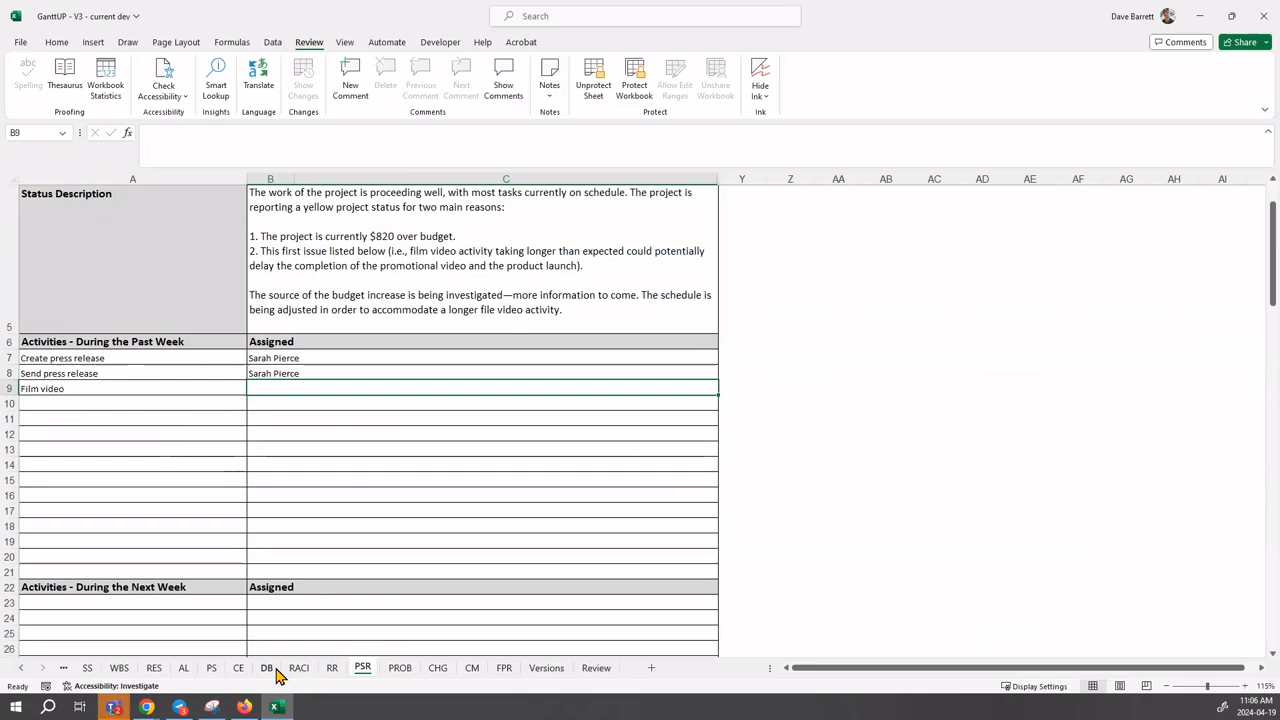 GanttUP - V3 - current dev
Search
Dave Barrett
File Home Insert Draw Page Layout Formulas Data Review View Automate Developer Help Acrobat
Comments Share
Spelling Thesaurus Workbook Statistics
Check Accessibility
Smart Lookup
Translate
Show Changes
New Comment Delete Previous Comment Next Comment Show Comments
Notes
Unprotect Sheet Protect Workbook Allow Edit Ranges Unshare Workbook
Hide Ink
Proofing Accessibility Insights Language Changes Comments Notes Protect Ink
B9
fx
A B C Y Z AA AB AC AD AE AF AG AH AI
Status Description
The work of the project is proceeding well, with most tasks currently on schedule. The project is
reporting a yellow project status for two main reasons:
1. The project is currently $820 over budget.
2. This first issue listed below (i.e., film video activity taking longer than expected could potentially
delay the completion of the promotional video and the product launch).
The source of the budget increase is being investigated—more information to come. The schedule is
being adjusted in order to accommodate a longer file video activity.
5
6 Activities - During the Past Week Assigned
7 Create press release Sarah Pierce
8 Send press release Sarah Pierce
9 Film video
10
11
12
13
14
15
16
17
18
19
20
21
22 Activities - During the Next Week Assigned
23
24
25
26
SS WBS RES AL PS CE DB RACI RR PSR PROB CHG CM FPR Versions Review
Ready Accessibility: Investigate Display Settings 115%
11:06 AM
2024-04-19